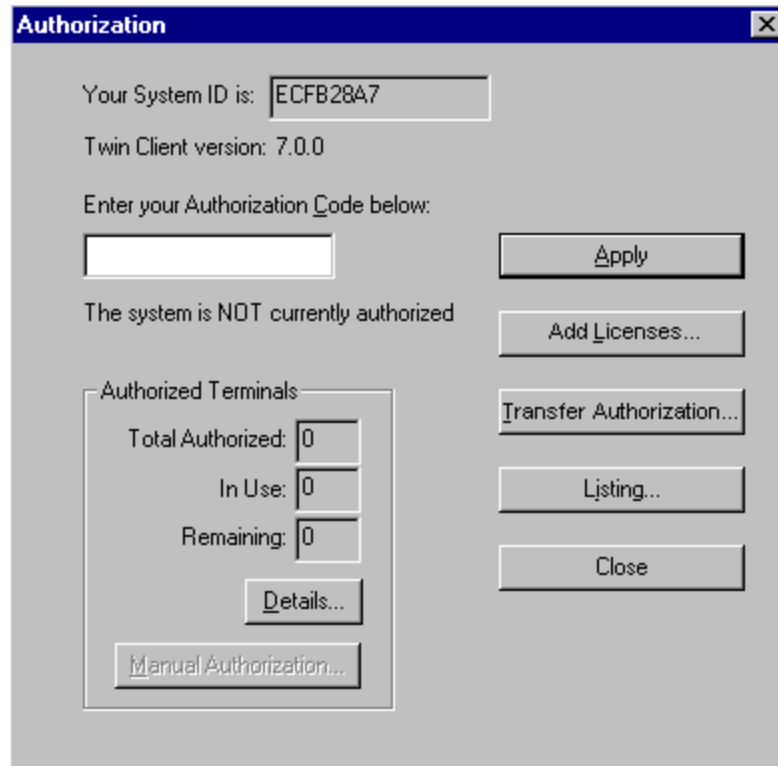 Authorization
Your System ID is: ECFB28A7
Twin Client version: 7.0.0
Enter your Authorization Code below:
Apply
The system is NOT currently authorized
Add Licenses...
Authorized Terminals
Transfer Authorization...
Total Authorized: 0
In Use: 0
Listing...
Remaining: 0
Close
Details...
Manual Authorization...